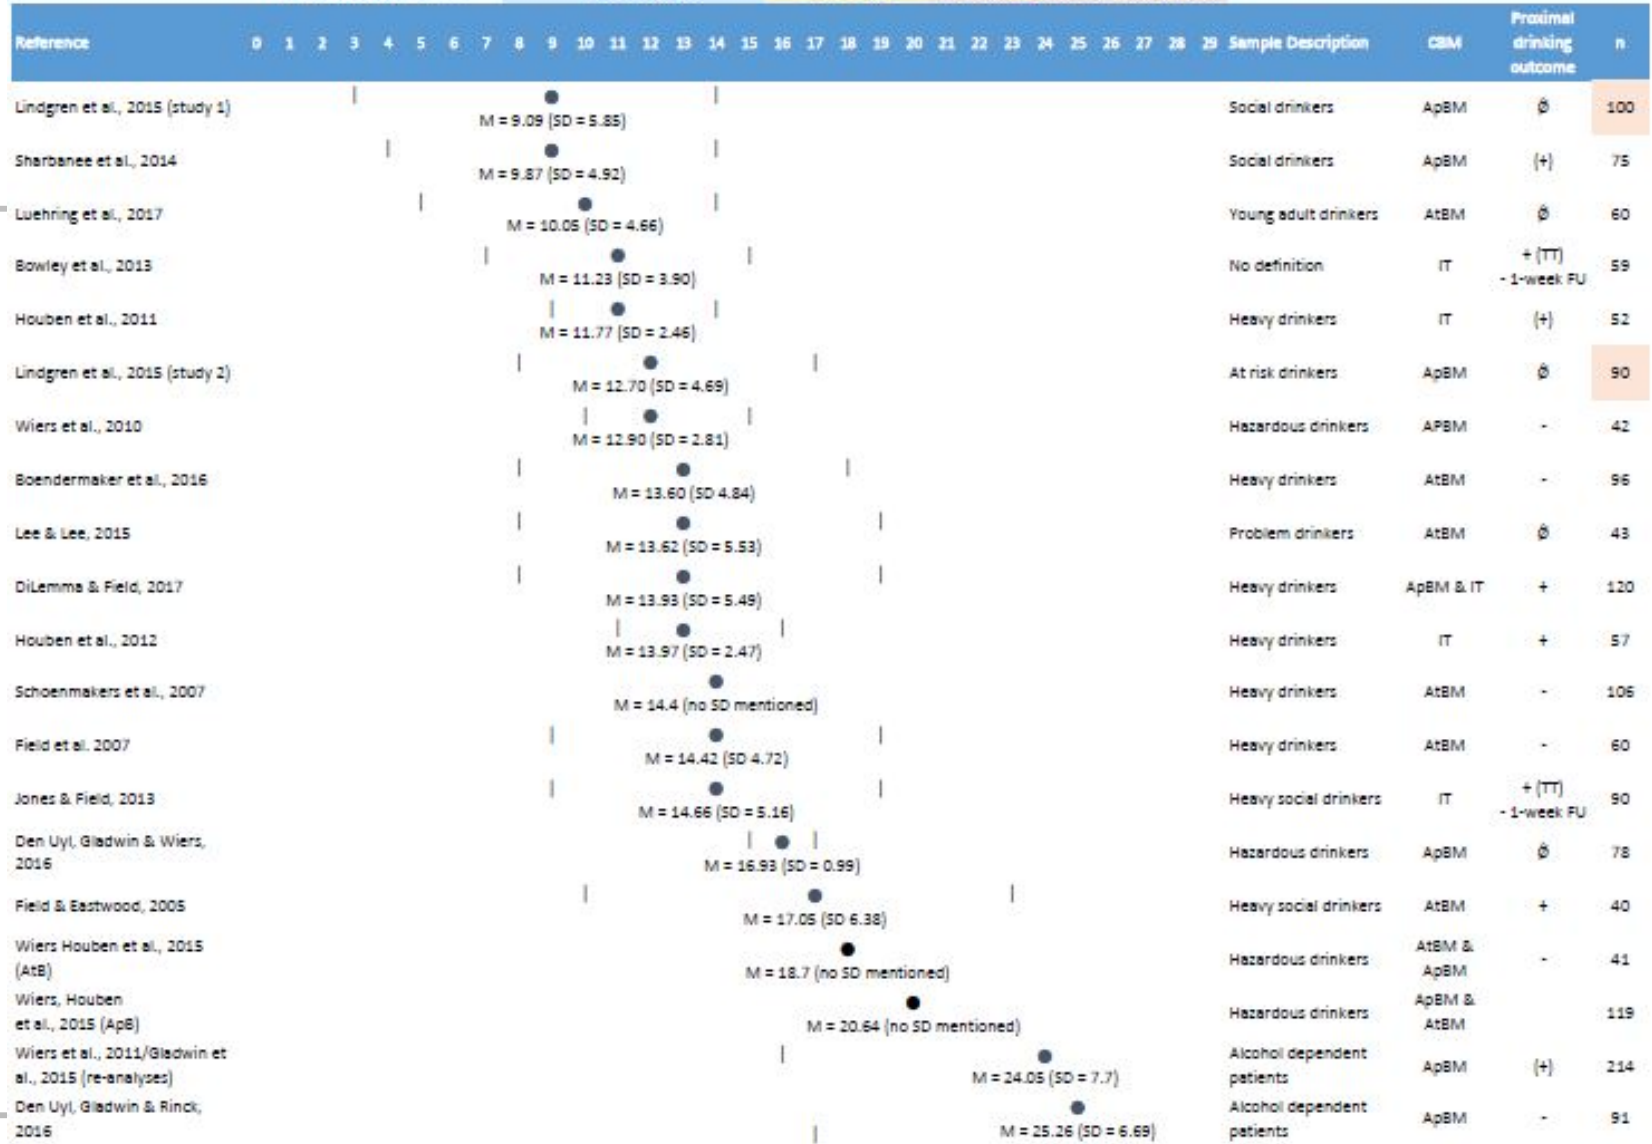 Reference 0 1 2 3 4 5 6 7 8 9 10 11 12 13 14 15 16 17 18 19 20 21 22 23 24 25 26 27 28 29 Sample Description CBM Proximal drinking outcome n
Lindgren et al., 2015 (study 1) Social drinkers ApBM Ø 100
M = 9.09 (SD = 5.85)
Sharbanee et al., 2014 Social drinkers ApBM (+) 75
M = 9.87 (SD = 4.92)
Luehring et al., 2017 Young adult drinkers AtBM Ø 60
M = 10.05 (SD = 4.66)
Bowley et al., 2013 No definition IT + (TT) - 1-week FU 59
M = 11.23 (SD = 3.90)
Houben et al., 2011 Heavy drinkers IT (+) 52
M = 11.77 (SD = 2.46)
Lindgren et al., 2015 (study 2) At risk drinkers ApBM Ø 90
M = 12.70 (SD = 4.69)
Wiers et al., 2010 Hazardous drinkers APBM - 42
M = 12.90 (SD = 2.81)
Boendermaker et al., 2016 Heavy drinkers AtBM - 96
M = 13.60 (SD 4.84)
Lee & Lee, 2015 Problem drinkers AtBM Ø 43
M = 13.62 (SD = 5.53)
DiLemma & Field, 2017 Heavy drinkers ApBM & IT + 120
M = 13.93 (SD = 5.49)
Houben et al., 2012 Heavy drinkers IT + 57
M = 13.97 (SD = 2.47)
Schoenmakers et al., 2007 Heavy drinkers AtBM - 106
M = 14.4 (no SD mentioned)
Field et al. 2007 Heavy drinkers AtBM - 60
M = 14.42 (SD 4.72)
Jones & Field, 2013 Heavy social drinkers IT + (TT) - 1-week FU 90
M = 14.66 (SD = 5.16)
Den Uyl, Gladwin & Wiers, 2016 Hazardous drinkers ApBM Ø 78
M = 16.93 (SD = 0.99)
Field & Eastwood, 2005 Heavy social drinkers AtBM + 40
M = 17.05 (SD 6.38)
Wiers Houben et al., 2015 (AtB) Hazardous drinkers AtBM & ApBM - 41
M = 18.7 (no SD mentioned)
Wiers, Houben et al., 2015 (ApB) Hazardous drinkers ApBM & AtBM 119
M = 20.64 (no SD mentioned)
Wiers et al., 2011/Gladwin et al., 2015 (re-analyses) Alcohol dependent patients ApBM (+) 214
M = 24.05 (SD = 7.7)
Den Uyl, Gladwin & Rinck, 2016 Alcohol dependent patients ApBM - 91
M = 25.26 (SD = 6.69)